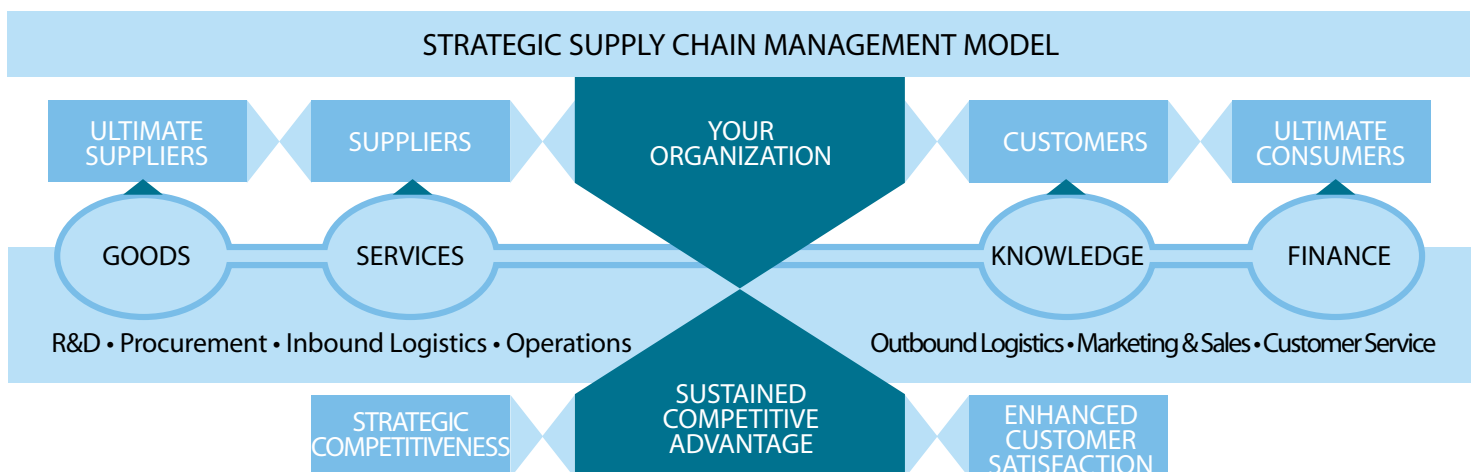 STRATEGIC SUPPLY CHAIN MANAGEMENT MODEL
ULTIMATE
SUPPLIERS
SUPPLIERS
YOUR
ORGANIZATION
CUSTOMERS
ULTIMATE
CONSUMERS
GOODS
SERVICES
KNOWLEDGE
FINANCE
R&D • Procurement • Inbound Logistics • Operations
Outbound Logistics • Marketing & Sales • Customer Service
STRATEGIC
COMPETITIVENESS
SUSTAINED
COMPETITIVE
ADVANTAGE
ENHANCED
CUSTOMER
SATISFACTION